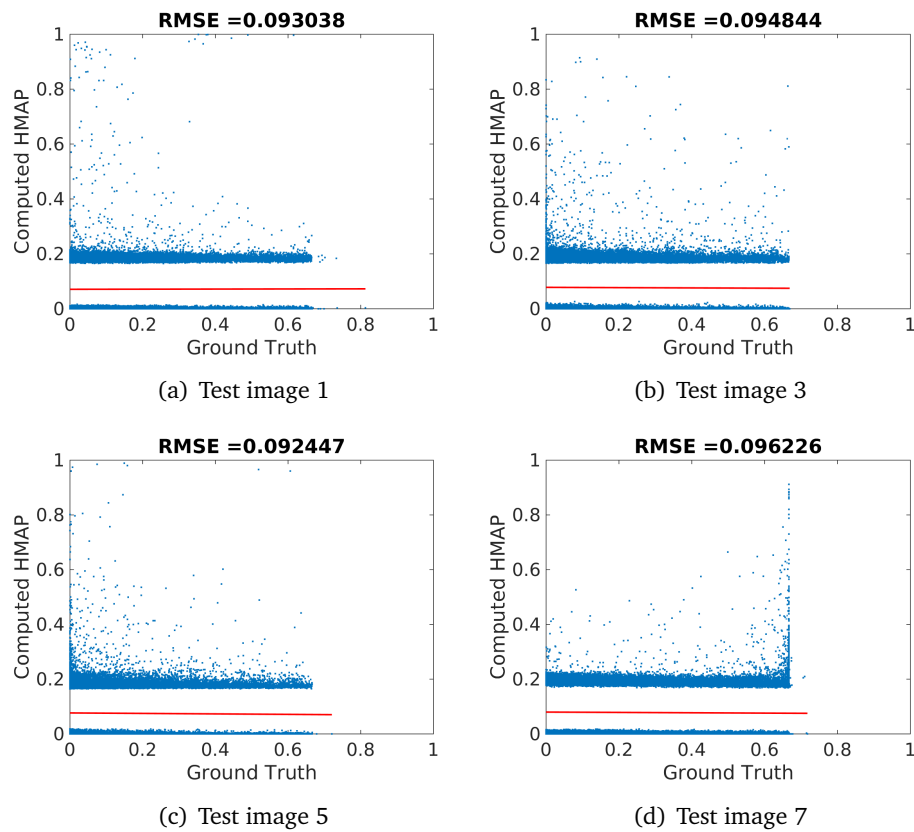 RMSE =0.093038
1
0.8
0.6
0.4
0.2
0
Computed HMAP
0 0.2 0.4 0.6 0.8 1
Ground Truth
(a) Test image 1
RMSE =0.094844
1
0.8
0.6
0.4
0.2
0
Computed HMAP
0 0.2 0.4 0.6 0.8 1
Ground Truth
(b) Test image 3
RMSE =0.092447
1
0.8
0.6
0.4
0.2
0
Computed HMAP
0 0.2 0.4 0.6 0.8 1
Ground Truth
(c) Test image 5
RMSE =0.096226
1
0.8
0.6
0.4
0.2
0
Computed HMAP
0 0.2 0.4 0.6 0.8 1
Ground Truth
(d) Test image 7